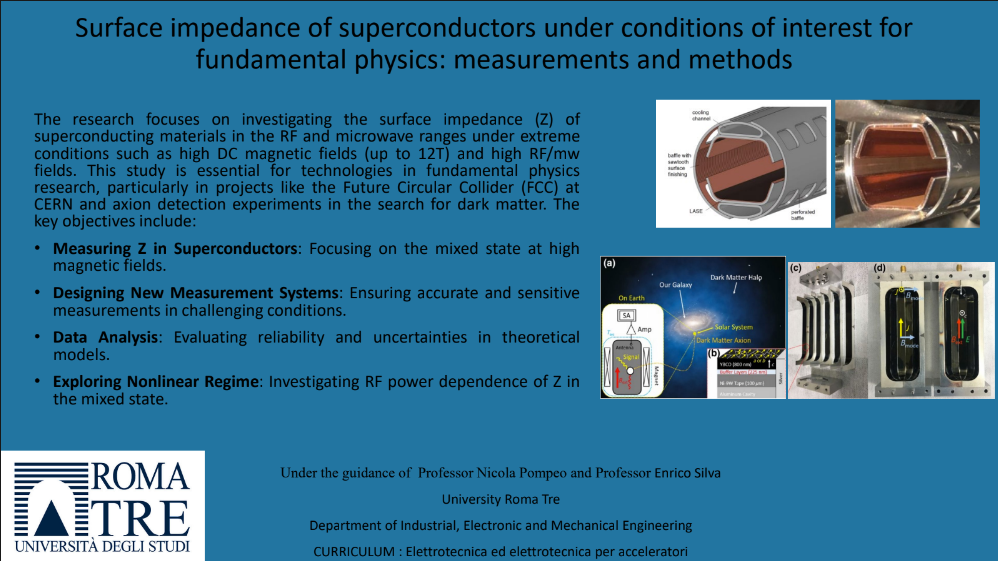 Surface impedance of superconductors under conditions of interest for
fundamental physics: measurements and methods
The research focuses on investigating the surface impedance (Z) of
superconducting materials in the RF and microwave ranges under extreme
conditions such as high DC magnetic fields (up to 12T) and high RF/mw
fields. This study is essential for technologies in fundamental physics
research, particularly in projects like the Future Circular Collider (FCC) at
CERN and axion detection experiments in the search for dark matter. The
key objectives include:
• Measuring Z in Superconductors: Focusing on the mixed state at high
magnetic fields.
• Designing New Measurement Systems: Ensuring accurate and sensitive
measurements in challenging conditions.
• Data Analysis: Evaluating reliability and uncertainties in theoretical
models.
• Exploring Nonlinear Regime: Investigating RF power dependence of Z in
the mixed state.
cooling
channel
baffle with
sawtooth
surface
finishing
LASE
perforated
baffle
(a)
Dark Matter Halo
Our Galaxy
On Earth
SA
Amp
Solar System
Dark Matter Axion
Signal
Magnet
(b)
YBCO (800 nm)
(c)
(d)
ROMA
TRE
UNIVERSITÀ DEGLI STUDI
Under the guidance of Professor Nicola Pompeo and Professor Enrico Silva
University Roma Tre
Department of Industrial, Electronic and Mechanical Engineering
CURRICULUM : Elettrotecnica ed elettrotecnica per acceleratori